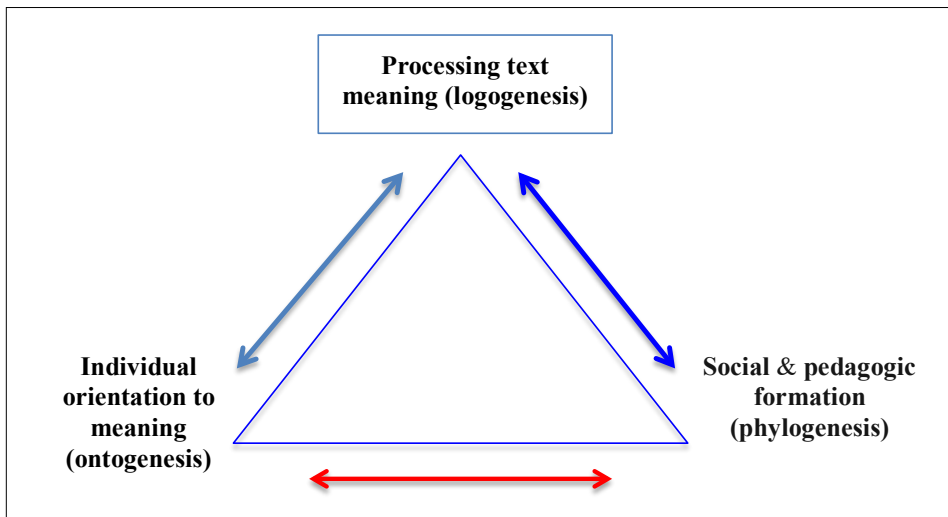 Processing text
meaning (logogenesis)
Individual
orientation to
meaning
(ontogenesis)
Social & pedagogic
formation
(phylogenesis)